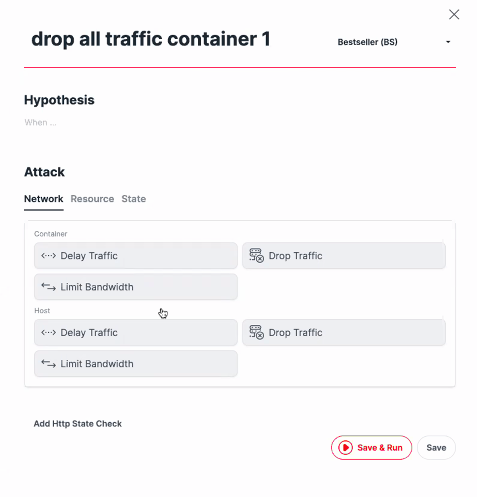 drop all traffic container 1
Bestseller (BS)
Hypothesis
When ...
Attack
Network Resource State
Container
Delay Traffic Drop Traffic
Limit Bandwidth
Host
Delay Traffic Drop Traffic
Limit Bandwidth
Add Http State Check
Save & Run Save